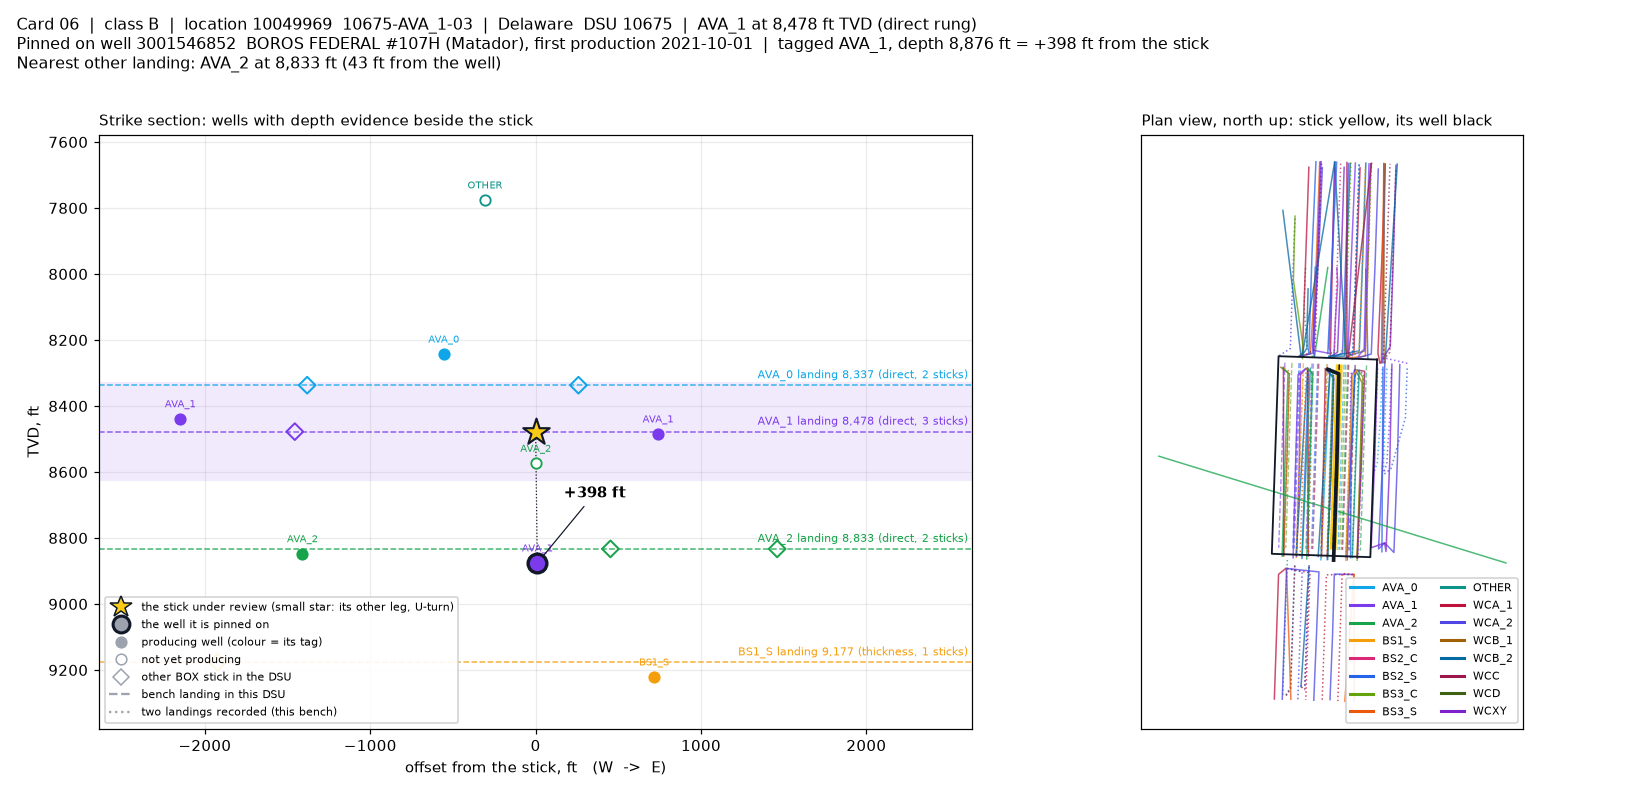 Card 06 | class B | location 10049969 10675-AVA_1-03 | Delaware DSU 10675 | AVA_1 at 8,478 ft TVD (direct rung)
Pinned on well 3001546852 BOROS FEDERAL #107H (Matador), first production 2021-10-01 | tagged AVA_1, depth 8,876 ft = +398 ft from the stick
Nearest other landing: AVA_2 at 8,833 ft (43 ft from the well)
Strike section: wells with depth evidence beside the stick
7600
7800
8000
8200
8400
8600
8800
9000
9200
TVD, ft
OTHER
AVA_0
AVA_0 landing 8,337 (direct, 2 sticks)
AVA_1
AVA_1
AVA_1 landing 8,478 (direct, 3 sticks)
AVA_2
+398 ft
AVA_2
AVA_1
AVA_2 landing 8,833 (direct, 2 sticks)
BS1_S landing 9,177 (thickness, 1 sticks)
BS1_S
the stick under review (small star: its other leg, U-turn)
the well it is pinned on
producing well (colour = its tag)
not yet producing
other BOX stick in the DSU
bench landing in this DSU
two landings recorded (this bench)
−2000
−1000
0
1000
2000
offset from the stick, ft (W -> E)
Plan view, north up: stick yellow, its well black
AVA_0
AVA_1
AVA_2
BS1_S
BS2_C
BS2_S
BS3_C
BS3_S
OTHER
WCA_1
WCA_2
WCB_1
WCB_2
WCC
WCD
WCXY